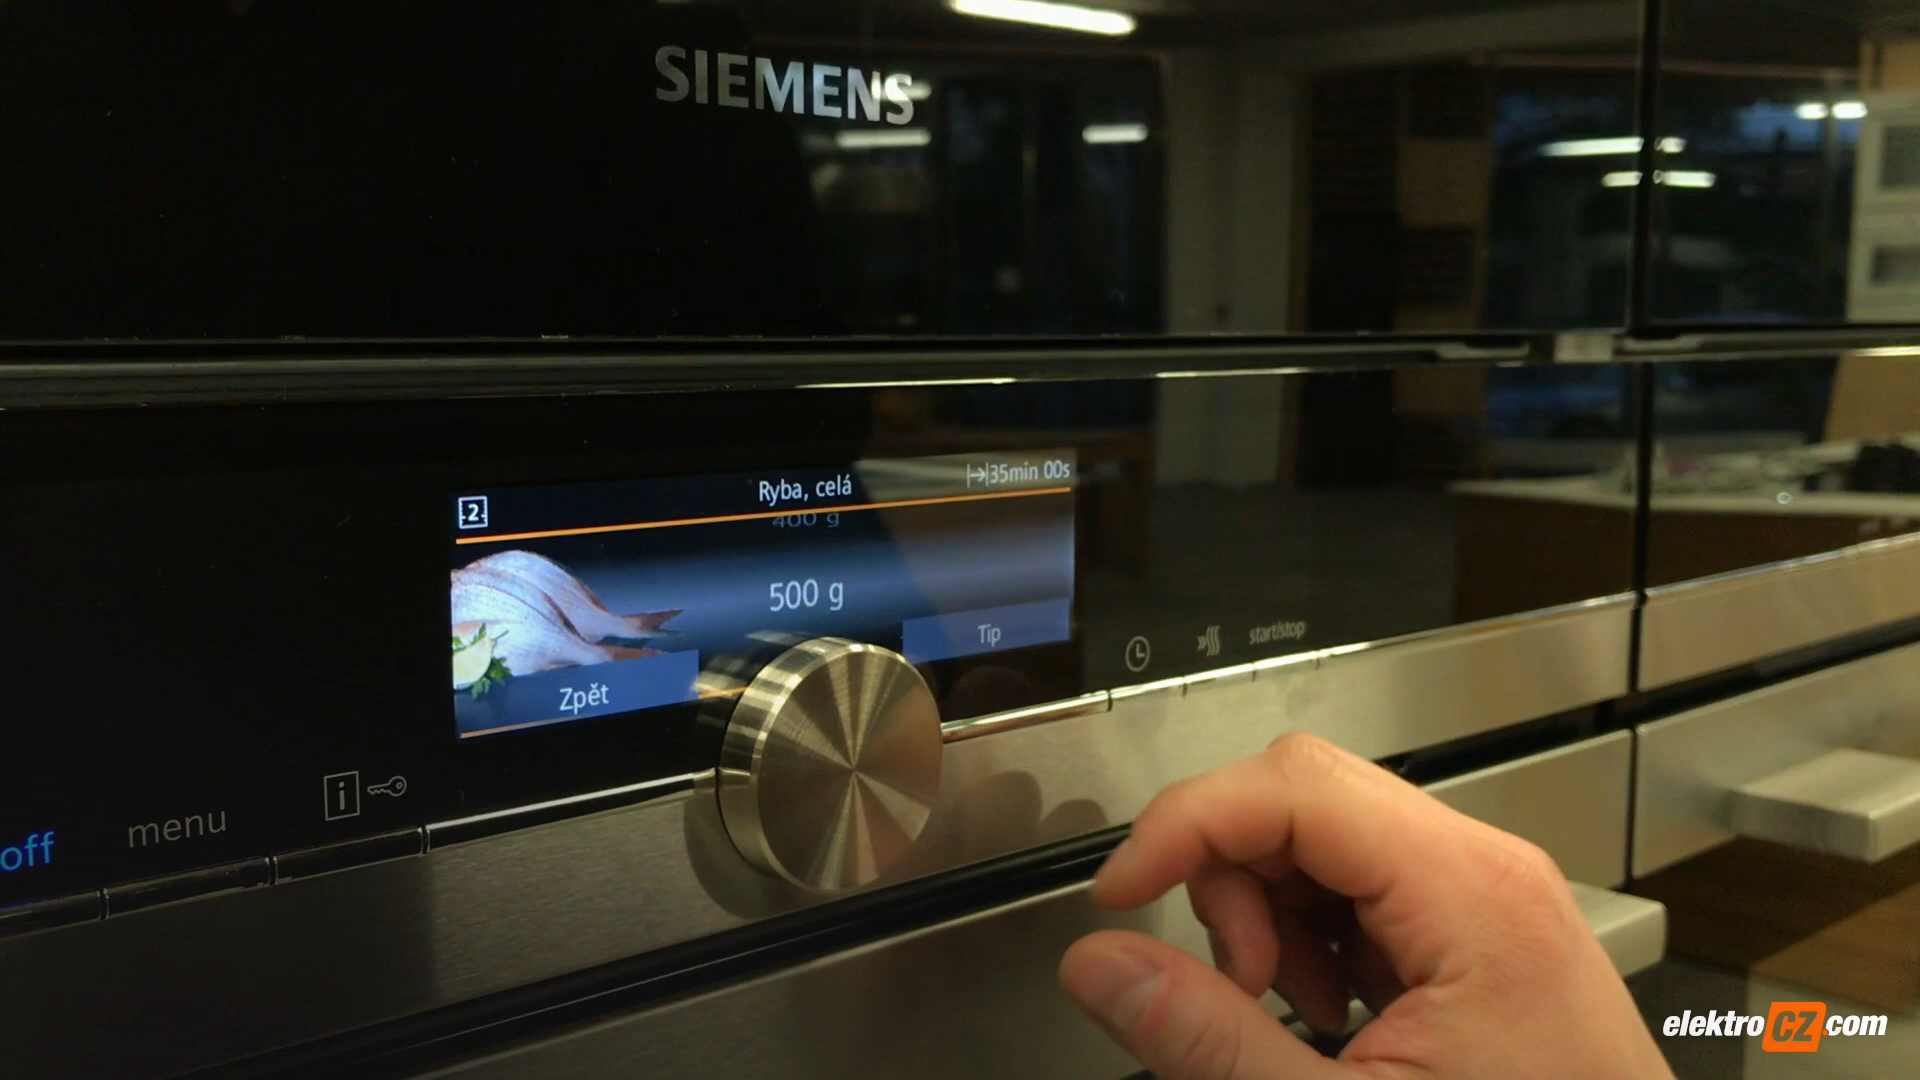 SIEMENS
2
Ryba, celá
35min 00s
400 g
500 g
Tip
Zpět
start/stop
i
menu
off
elektroCZ.com